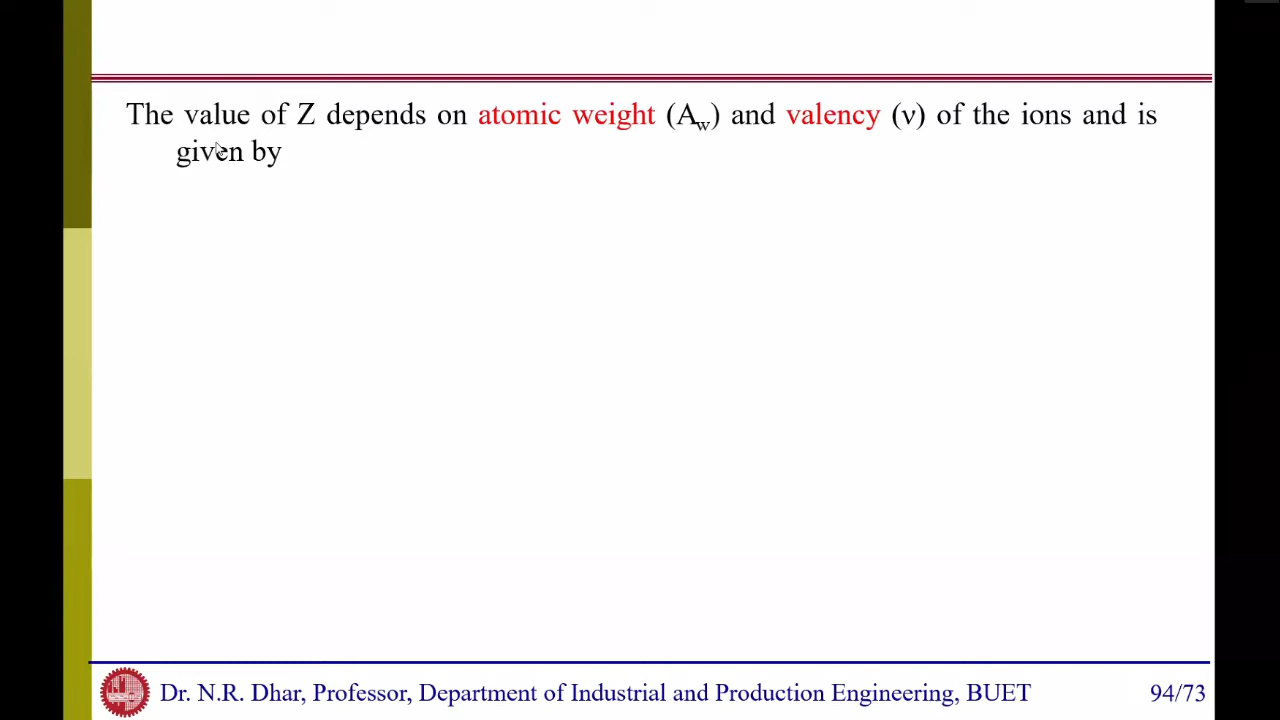 The value of Z depends on atomic weight (A_w) and valency (ν) of the ions and is
given by
Dr. N.R. Dhar, Professor, Department of Industrial and Production Engineering, BUET 94/73